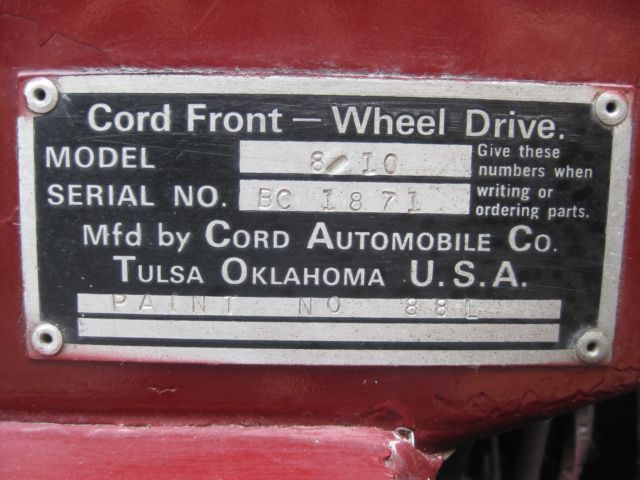 Cord Front — Wheel Drive.
MODEL 8/10
SERIAL NO. BC 1871
Give these
numbers when
writing or
ordering parts.
Mfd by CORD AUTOMOBILE CO.
TULSA OKLAHOMA U.S.A.
PAINT NO 88L